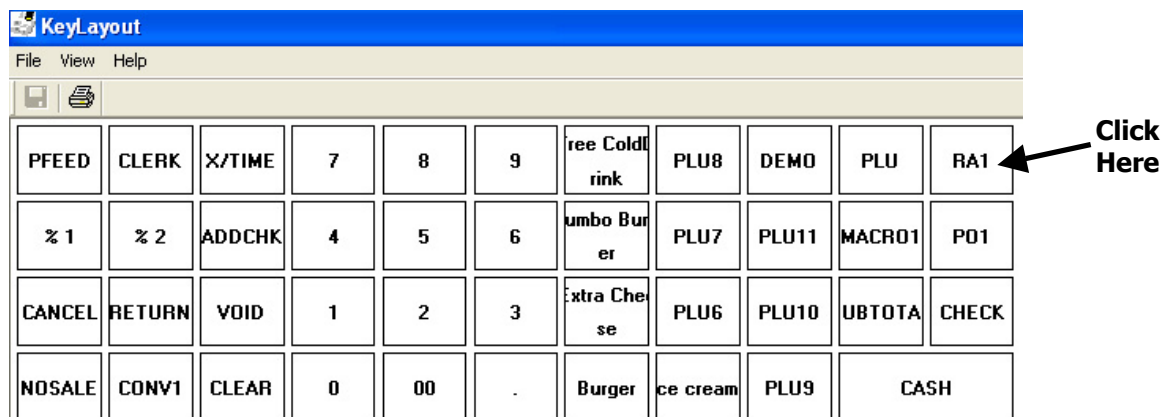 KeyLayout
File View Help
PFEED CLERK X/TIME 7 8 9 ree ColdD rink PLU8 DEMO PLU RA1
Click Here
% 1 % 2 ADDCHK 4 5 6 umbo Bur er PLU7 PLU11 MACRO1 PO1
CANCEL RETURN VOID 1 2 3 Extra Chee se PLU6 PLU10 UBTOTA CHECK
NOSALE CONV1 CLEAR 0 00 . Burger ce cream PLU9 CASH